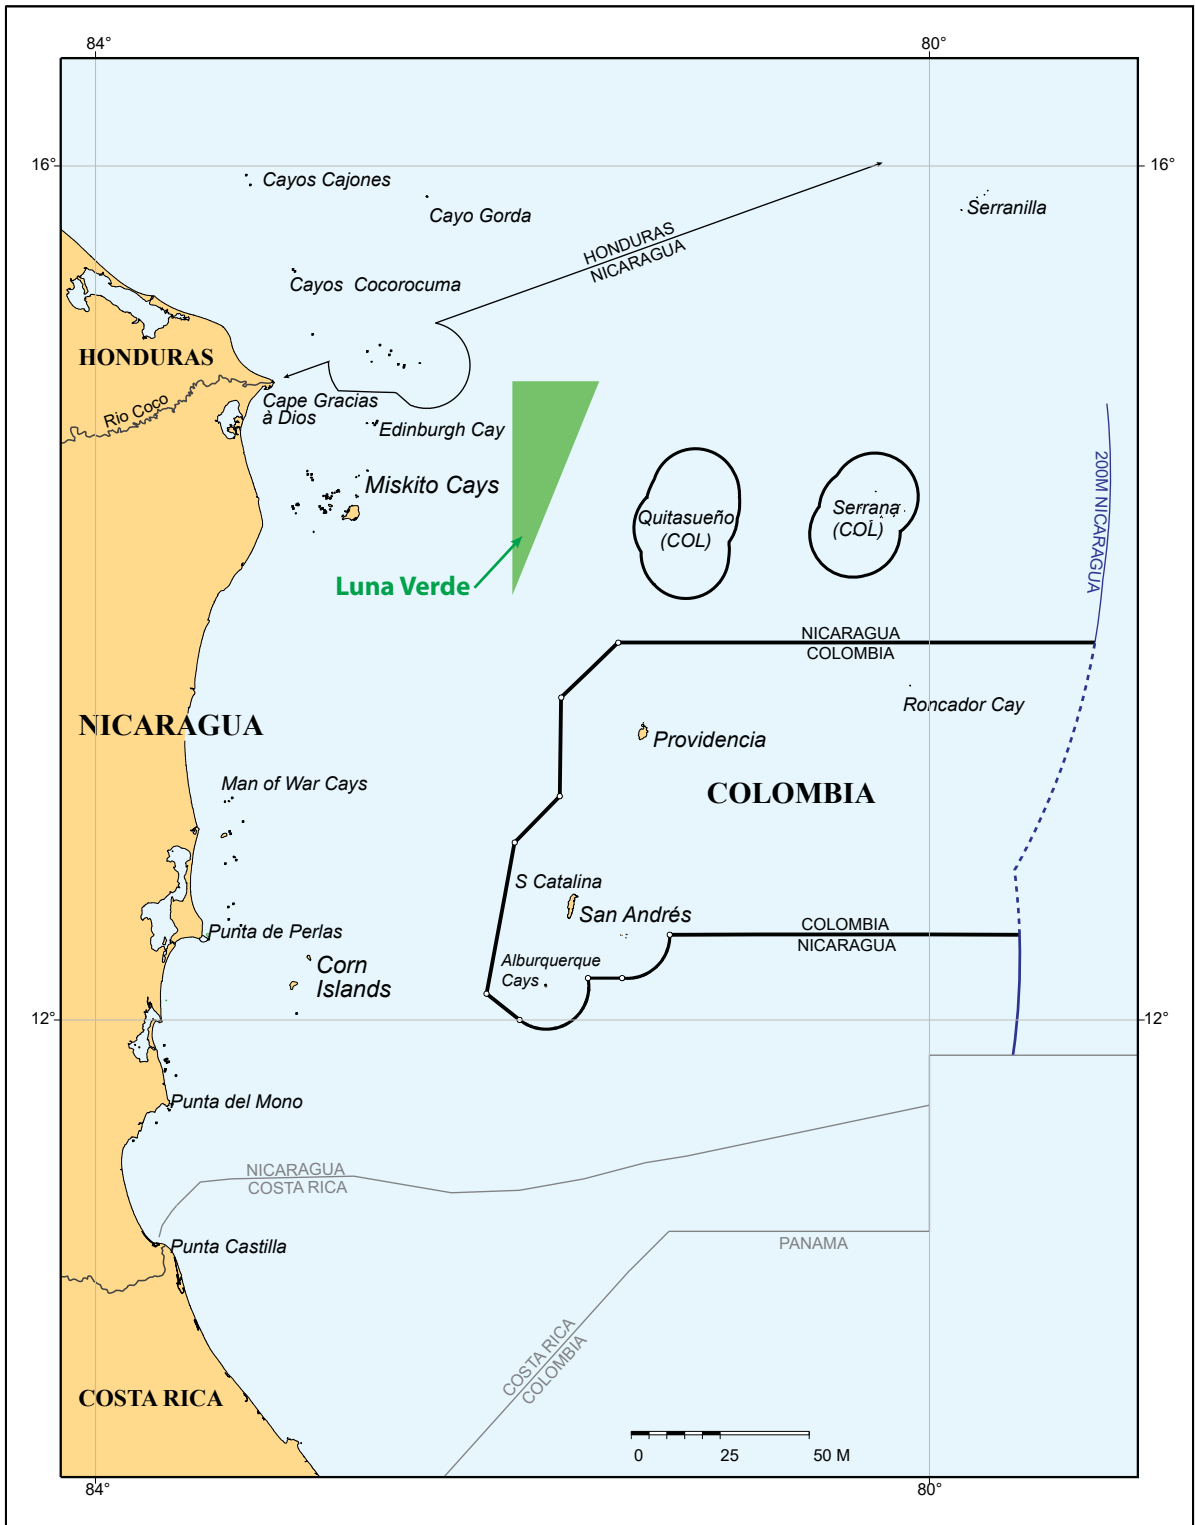 84°
80°
16°
16°
Cayos Cajones
Cayo Gorda
Serranilla
HONDURAS
NICARAGUA
Cayos Cocorocuma
HONDURAS
Rio Coco
Cape Gracias
à Dios
Edinburgh Cay
Miskito Cays
Quitasueño
(COL)
Serrana
(COL)
200M NICARAGUA
Luna Verde
NICARAGUA
COLOMBIA
Roncador Cay
NICARAGUA
Providencia
Man of War Cays
COLOMBIA
S Catalina
San Andrés
COLOMBIA
NICARAGUA
Punta de Perlas
Alburquerque
Cays
Corn
Islands
12°
12°
Punta del Mono
NICARAGUA
COSTA RICA
Punta Castilla
PANAMA
COSTA RICA
COLOMBIA
COSTA RICA
0 25 50 M
84°
80°